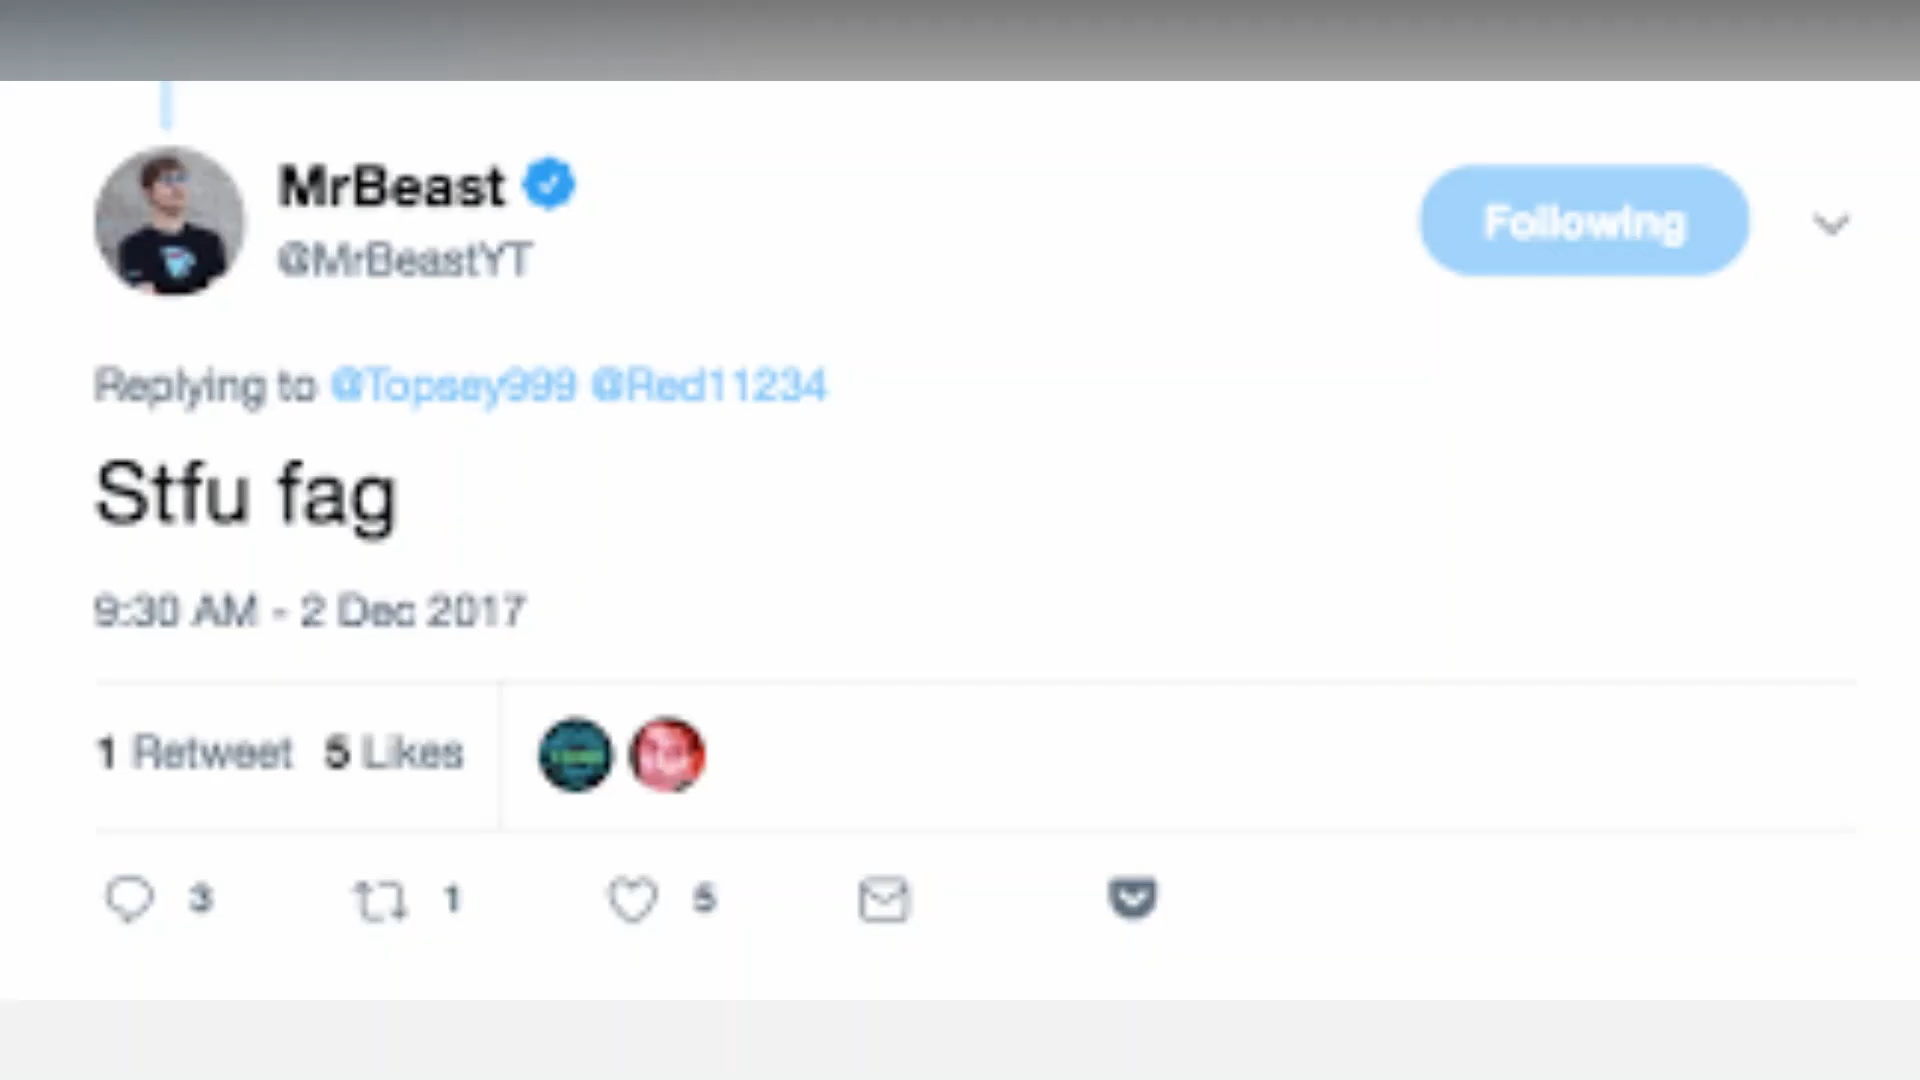 MrBeast
@MrBeastYT
Following
Replying to @Topsey999 @Red11234
Stfu fag
9:30 AM - 2 Dec 2017
1 Retweet 5 Likes
3 1 5